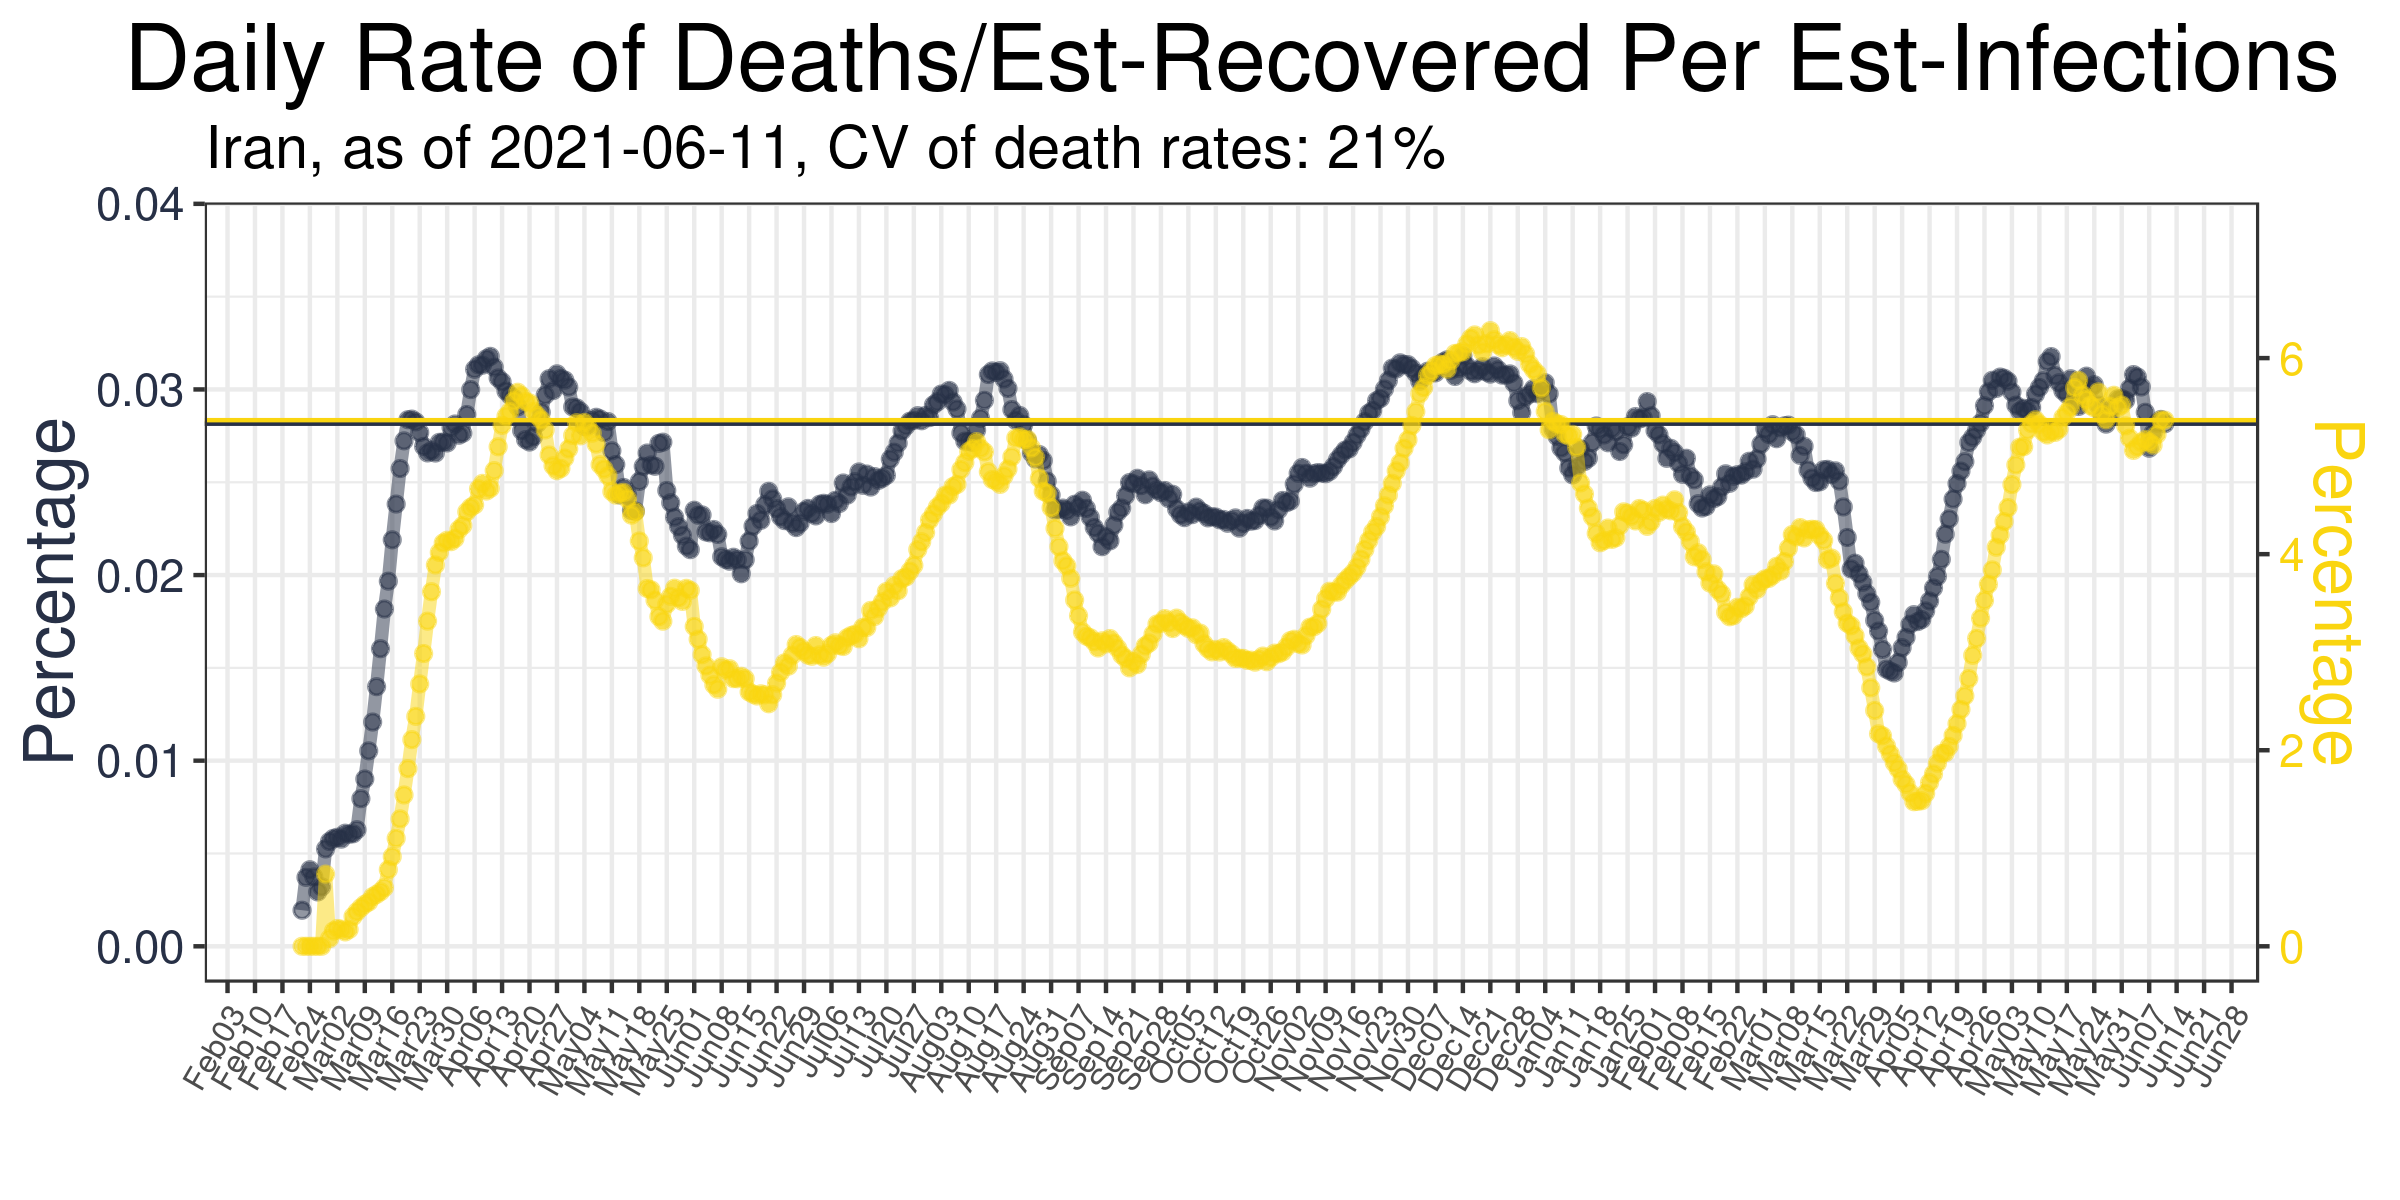 Daily Rate of Deaths/Est-Recovered Per Est-Infections
Iran, as of 2021-06-11, CV of death rates: 21%
Percentage
0.04
0.03
0.02
0.01
0.00
6
4
2
0
Percentage
Feb03
Feb10
Feb17
Feb24
Mar02
Mar09
Mar16
Mar23
Mar30
Apr06
Apr13
Apr20
Apr27
May04
May11
May18
May25
Jun01
Jun08
Jun15
Jun22
Jun29
Jul06
Jul13
Jul20
Jul27
Aug03
Aug10
Aug17
Aug24
Aug31
Sep07
Sep14
Sep21
Sep28
Oct05
Oct12
Oct19
Oct26
Nov02
Nov09
Nov16
Nov23
Nov30
Dec07
Dec14
Dec21
Dec28
Jan04
Jan11
Jan18
Jan25
Feb01
Feb08
Feb15
Feb22
Mar01
Mar08
Mar15
Mar22
Mar29
Apr05
Apr12
Apr19
Apr26
May03
May10
May17
May24
May31
Jun07
Jun14
Jun21
Jun28